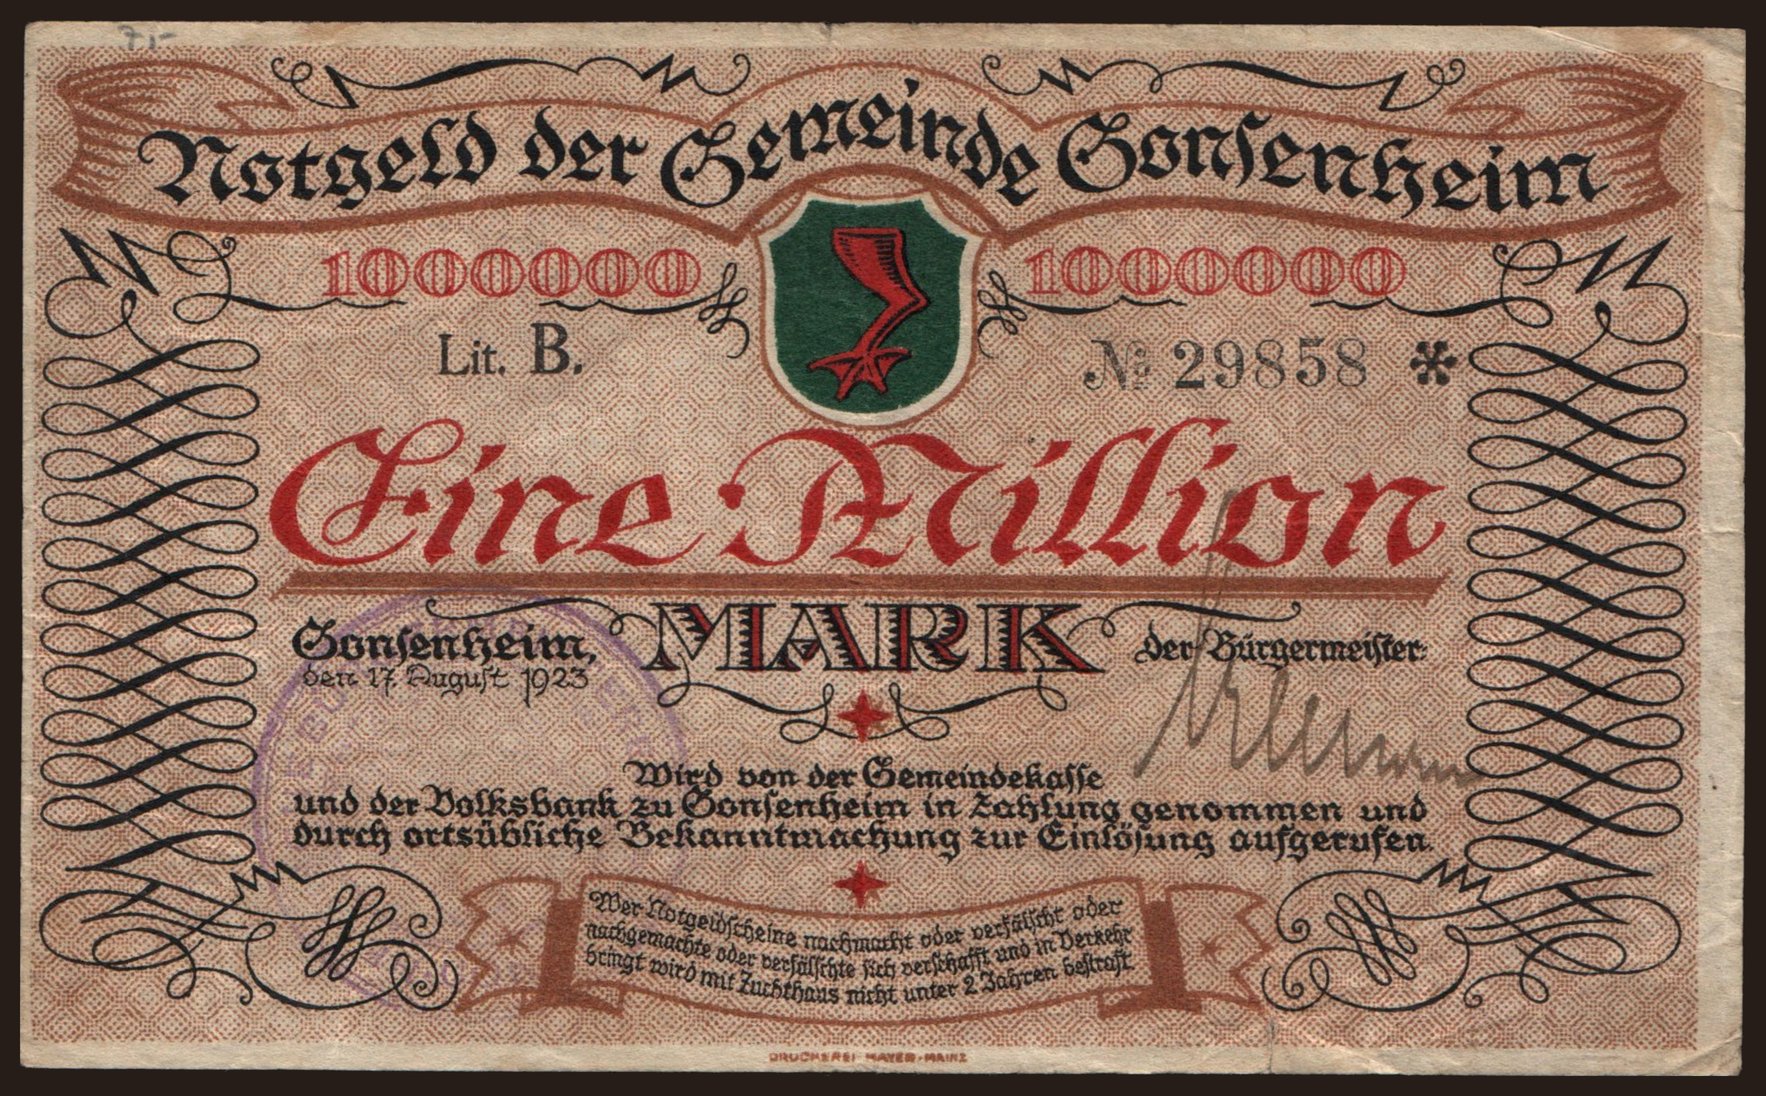 7,-
Notgeld der Gemeinde Gonsenheim
1000000 1000000
Lit. B. № 29858 *
Eine Million
MARK
Gonsenheim,
den 17. August 1923
der Bürgermeister:
Wird von der Gemeindekasse
und der Volksbank zu Gonsenheim in Zahlung genommen und
durch ortsübliche Bekanntmachung zur Einlösung aufgerufen.
Wer Notgeldscheine nachmacht oder verfälscht oder
nachgemachte oder verfälschte sich verschafft und in Verkehr
bringt wird mit Zuchthaus nicht unter 2 Jahren bestraft
DRUCKEREI MAYER-MAINZ